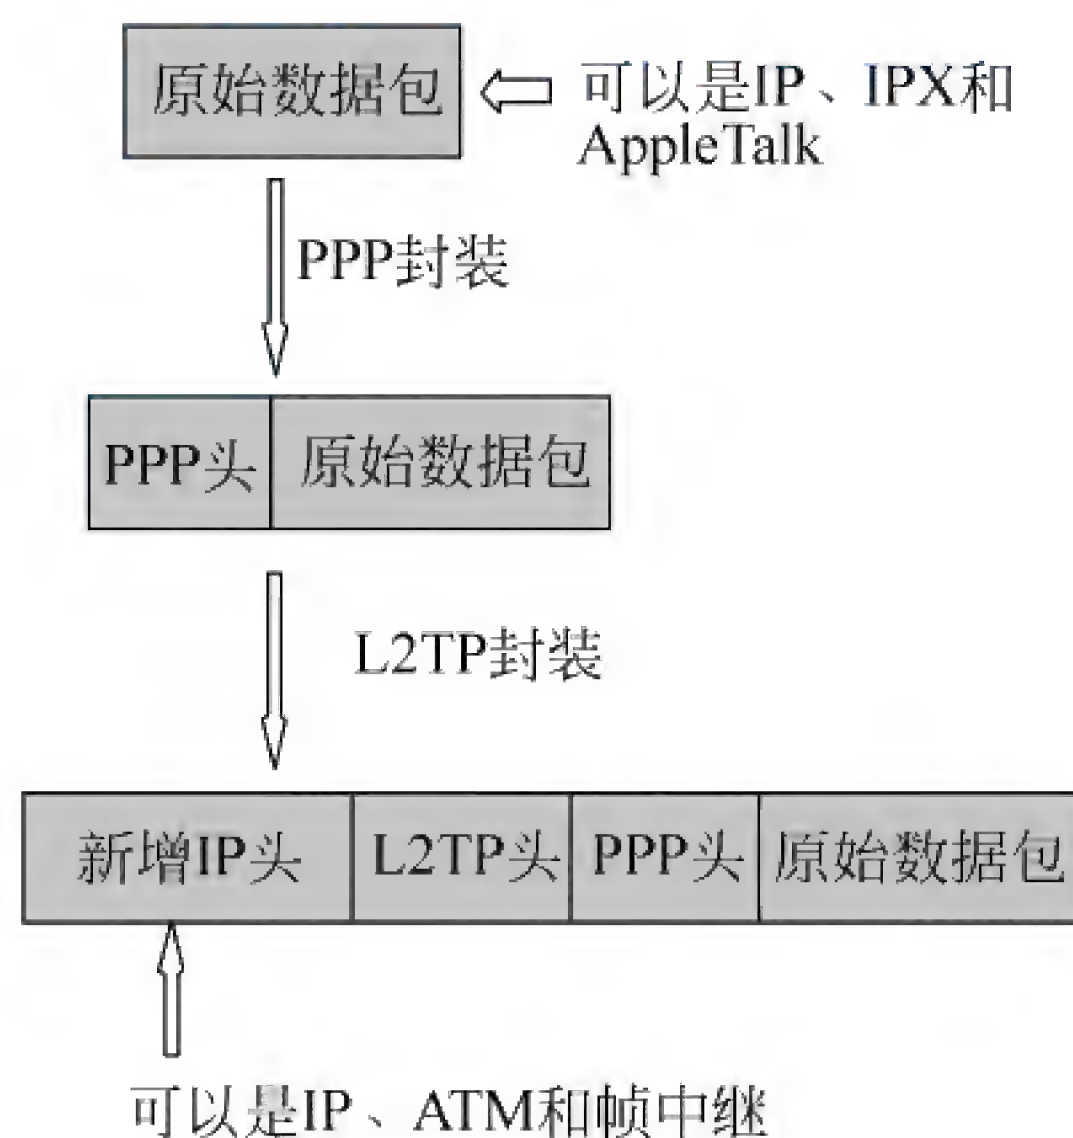 原始数据包
可以是IP、IPX和
AppleTalk
PPP封装
PPP头 原始数据包
L2TP封装
新增IP头 L2TP头 PPP头 原始数据包
可以是IP、ATM和帧中继